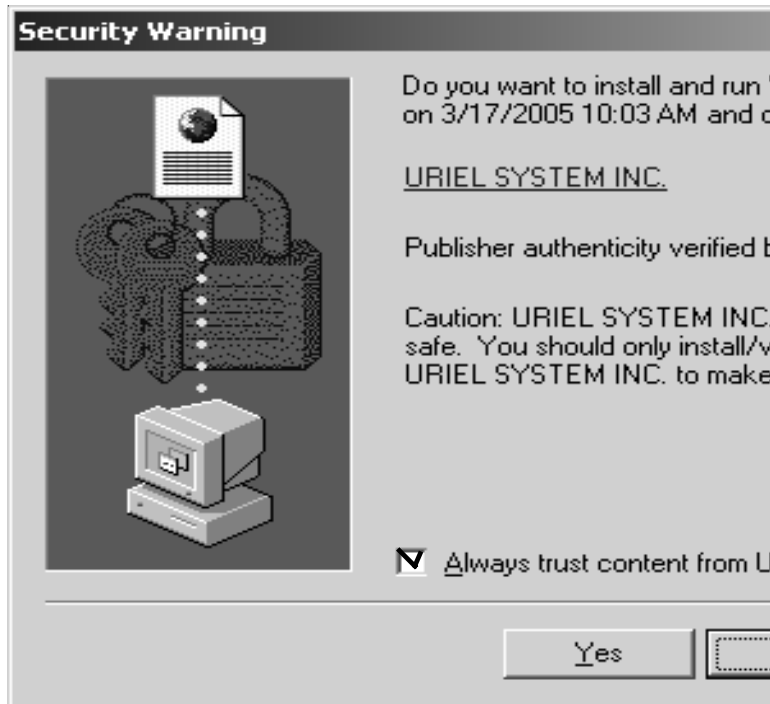 Security Warning
Do you want to install and run '
on 3/17/2005 10:03 AM and
URIEL SYSTEM INC.
Publisher authenticity verified
Caution: URIEL SYSTEM INC.
safe. You should only install/v
URIEL SYSTEM INC. to make
Always trust content from U
Yes